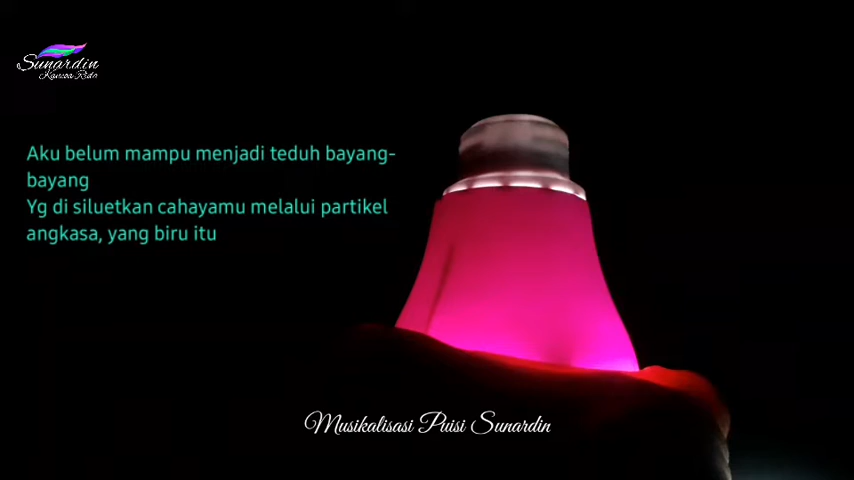 Sunardin
Aku belum mampu menjadi teduh bayang-
bayang
Yg di siluetkan cahayamu melalui partikel
angkasa, yang biru itu
Musikalisasi Puisi Sunardin